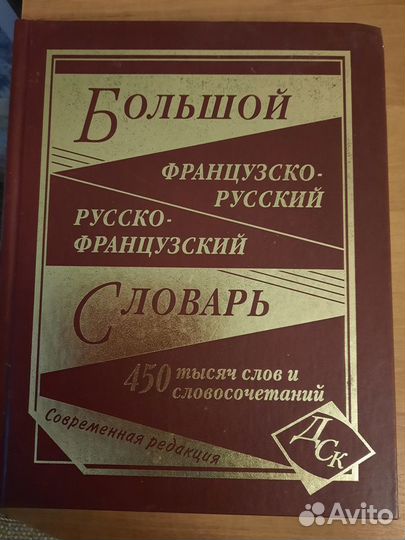 Большой
французско-
русский
русско-
французский
Словарь
450 тысяч слов и
словосочетаний
Современная редакция
ДСК
Avito